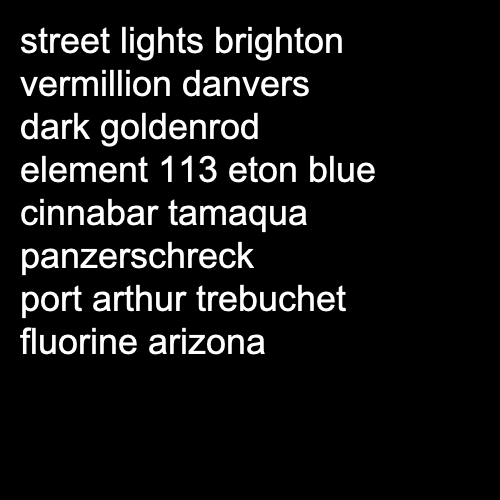 street lights brighton
vermillion danvers
dark goldenrod
element 113 eton blue
cinnabar tamaqua
panzerschreck
port arthur trebuchet
fluorine arizona